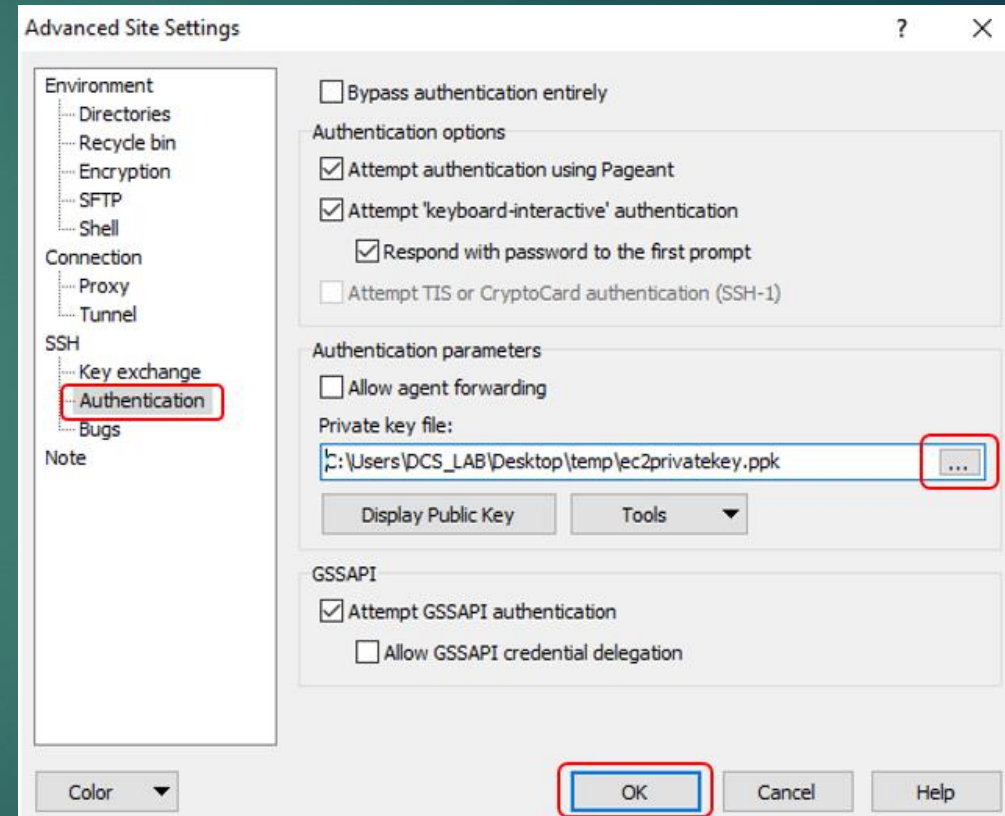 Advanced Site Settings
?
Environment
Directories
Recycle bin
Encryption
SFTP
Shell
Connection
Proxy
Tunnel
SSH
Key exchange
Authentication
Bugs
Note
Bypass authentication entirely
Authentication options
Attempt authentication using Pageant
Attempt 'keyboard-interactive' authentication
Respond with password to the first prompt
Attempt TIS or CryptoCard authentication (SSH-1)
Authentication parameters
Allow agent forwarding
Private key file:
C:\Users\DCS_LAB\Desktop\temp\ec2privatekey.ppk ...
Display Public Key Tools
GSSAPI
Attempt GSSAPI authentication
Allow GSSAPI credential delegation
Color OK Cancel Help